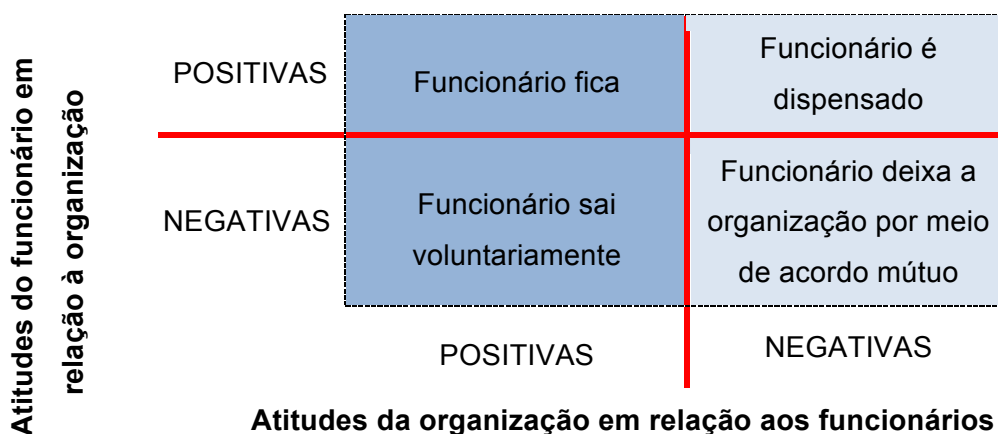 Atitudes do funcionário em
relação à organização
POSITIVAS
Funcionário fica
Funcionário é
dispensado
NEGATIVAS
Funcionário sai
voluntariamente
Funcionário deixa a
organização por meio
de acordo mútuo
POSITIVAS
NEGATIVAS
Atitudes da organização em relação aos funcionários